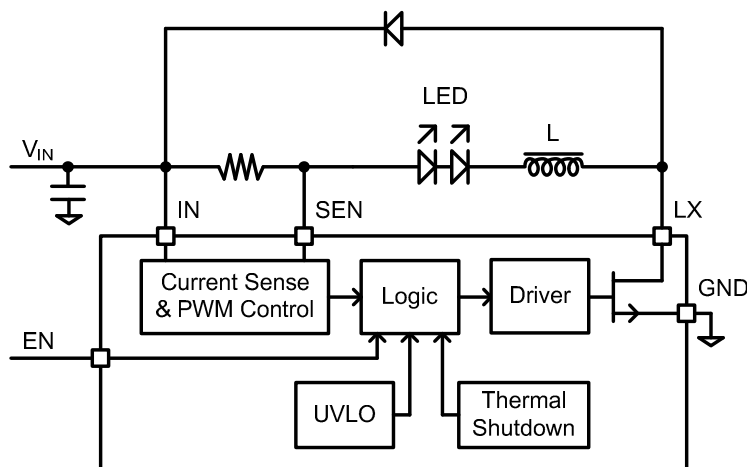 LED
L
VIN
IN
SEN
LX
Current Sense
& PWM Control
Logic
Driver
GND
EN
UVLO
Thermal
Shutdown